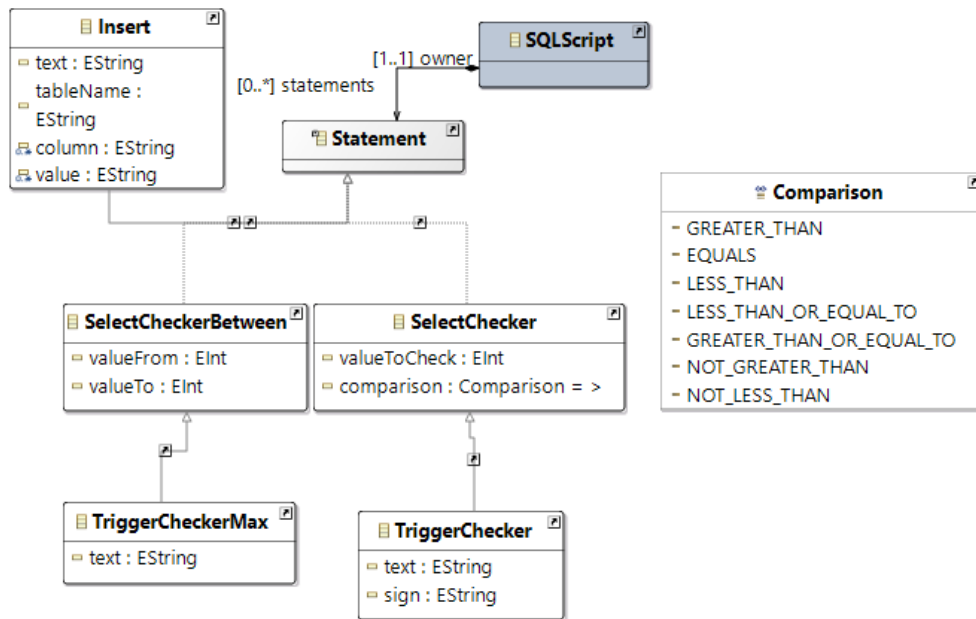 Insert
text : EString
tableName :
EString
column : EString
value : EString
SQLScript
[1..1] owner
[0..*] statements
Statement
Comparison
GREATER_THAN
EQUALS
LESS_THAN
LESS_THAN_OR_EQUAL_TO
GREATER_THAN_OR_EQUAL_TO
NOT_GREATER_THAN
NOT_LESS_THAN
SelectCheckerBetween
valueFrom : EInt
valueTo : EInt
SelectChecker
valueToCheck : EInt
comparison : Comparison = >
TriggerCheckerMax
text : EString
TriggerChecker
text : EString
sign : EString